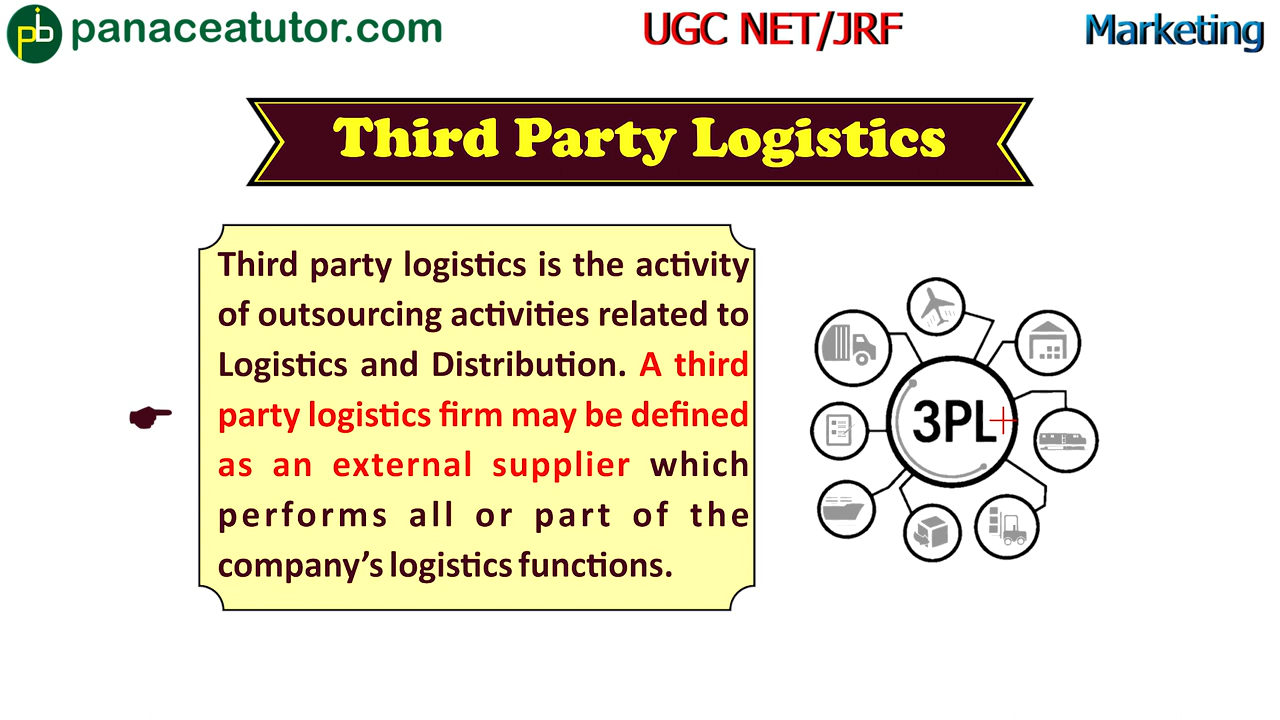 panaceatutor.com
UGC NET/JRF
Marketing
Third Party Logistics
Third party logistics is the activity
of outsourcing activities related to
Logistics and Distribution. A third
party logistics firm may be defined
as an external supplier which
performs all or part of the
company's logistics functions.
3PL